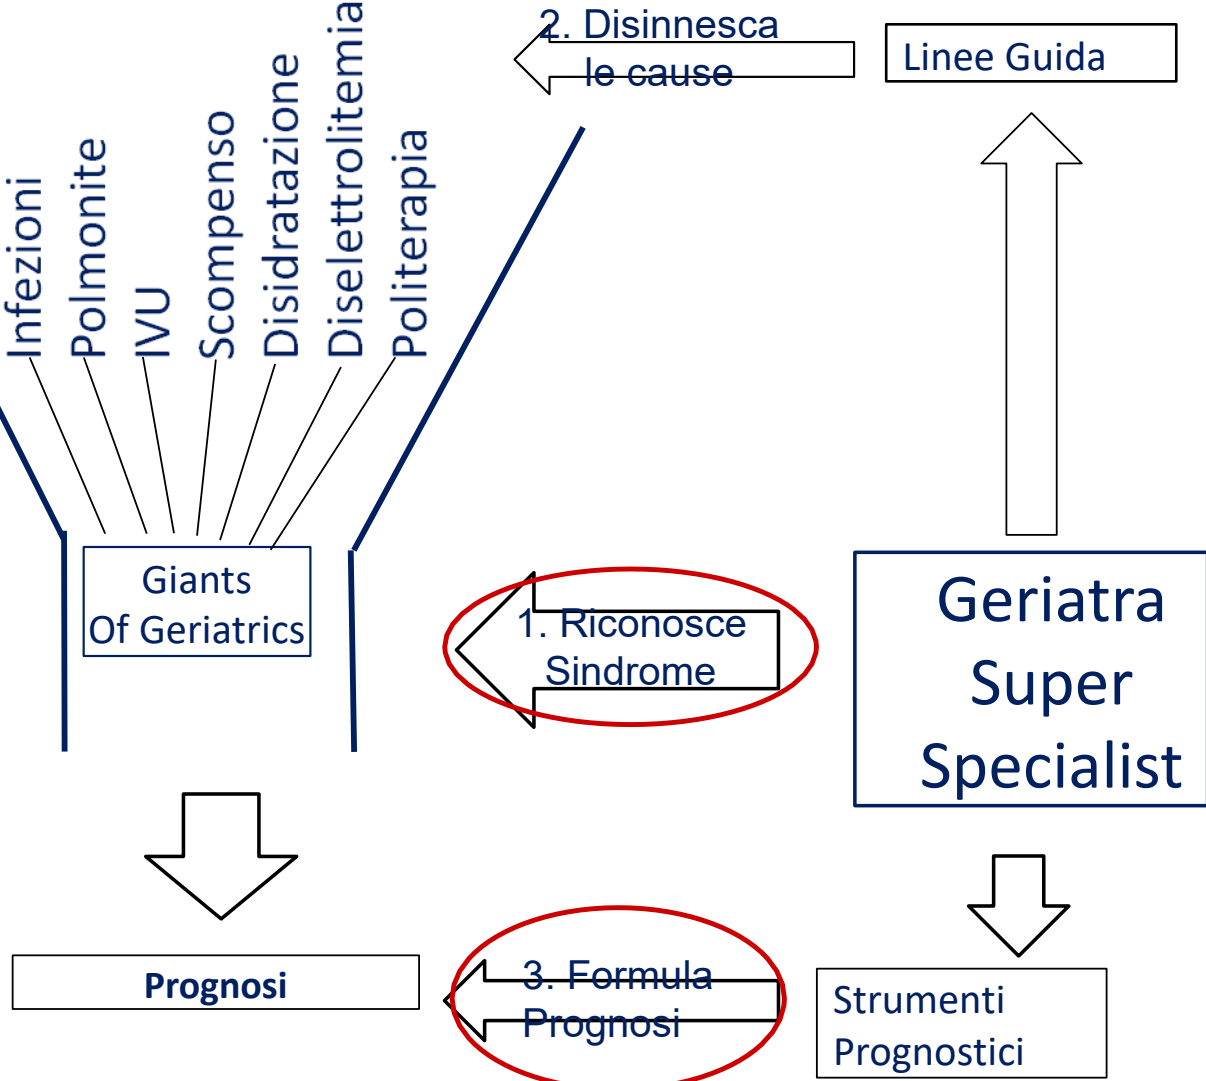 2. Disinnesca
le cause
Linee Guida
Infezioni
Polmonite
IVU
Scompenso
Disidratazione
Diselettrolitemia
Politerapia
Giants
Of Geriatrics
1. Riconosce
Sindrome
Geriatra
Super
Specialist
Prognosi
3. Formula
Prognosi
Strumenti
Prognostici